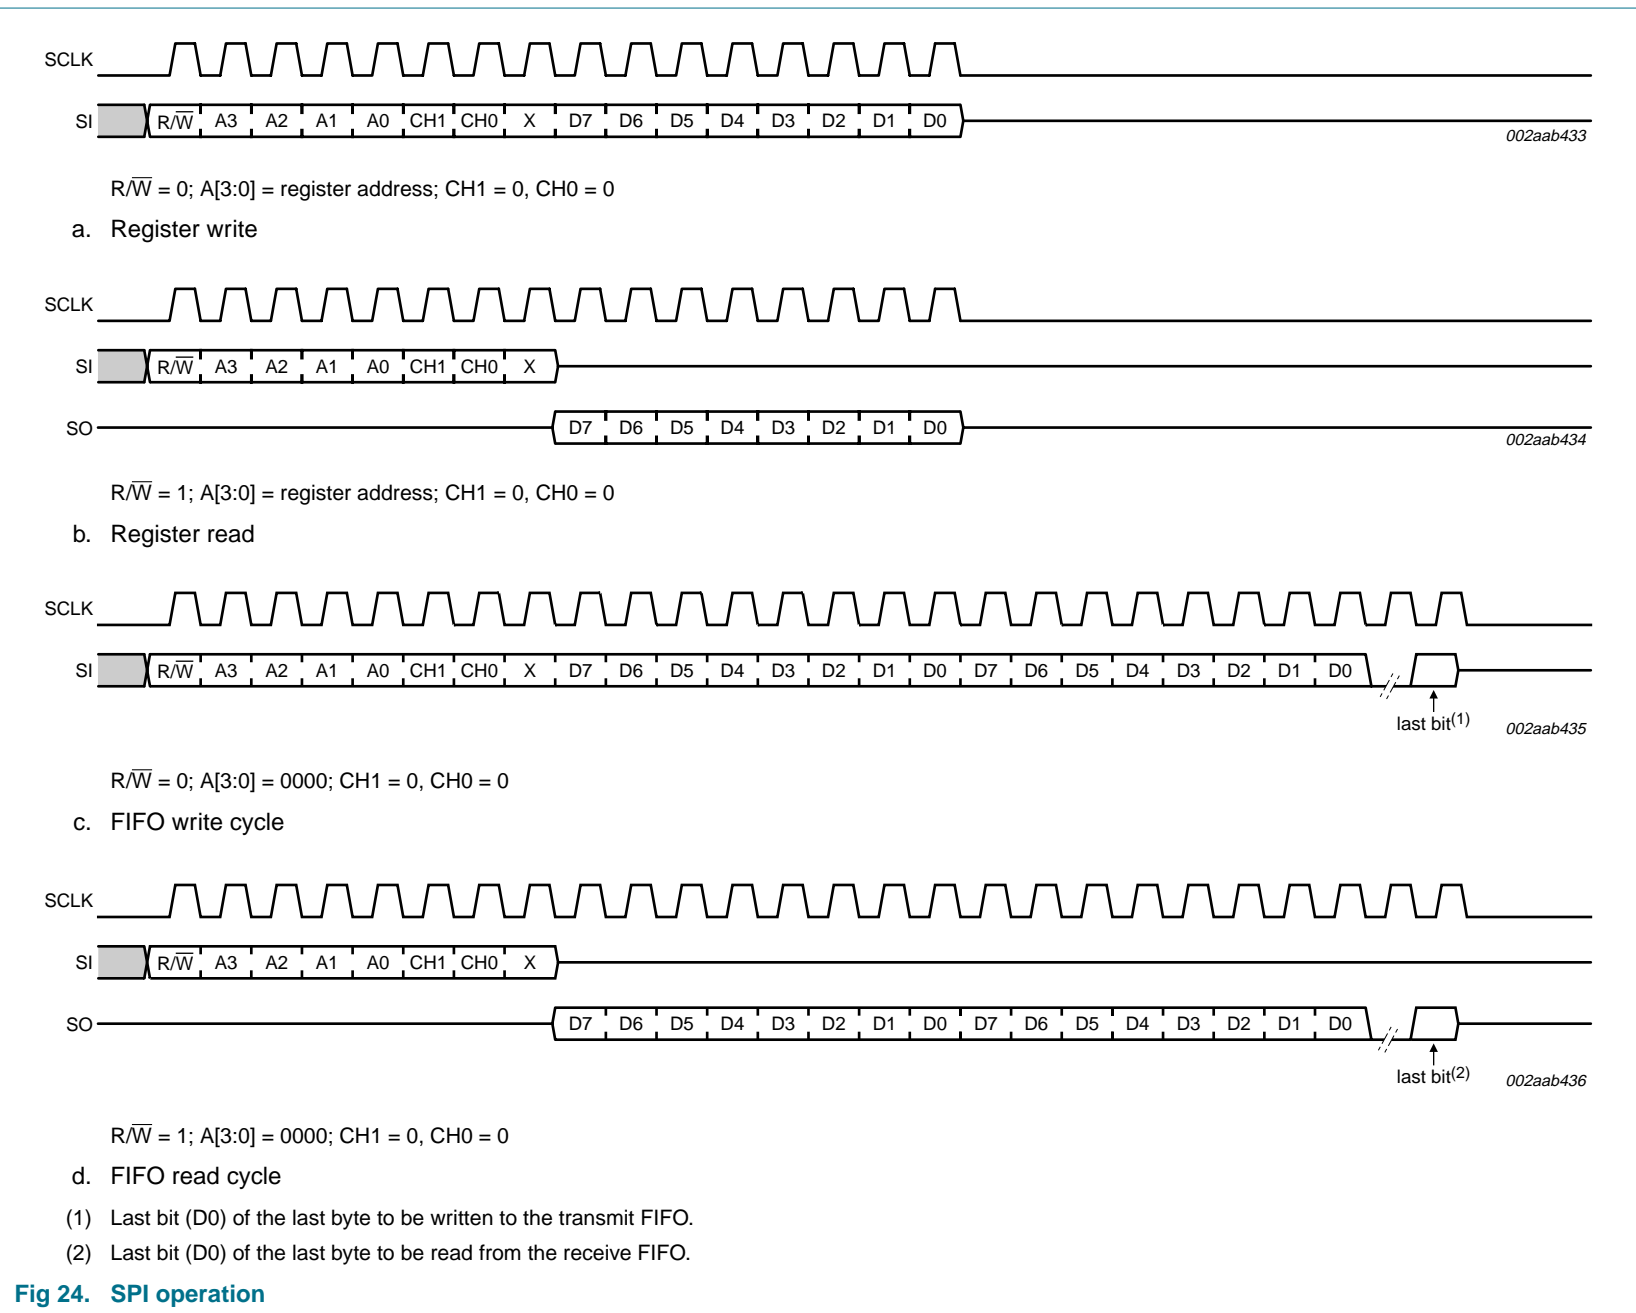 SCLK
SI R/W̅ A3 A2 A1 A0 CH1 CH0 X D7 D6 D5 D4 D3 D2 D1 D0
002aab433
R/W̅ = 0; A[3:0] = register address; CH1 = 0, CH0 = 0
a. Register write
SCLK
SI R/W̅ A3 A2 A1 A0 CH1 CH0 X
SO D7 D6 D5 D4 D3 D2 D1 D0
002aab434
R/W̅ = 1; A[3:0] = register address; CH1 = 0, CH0 = 0
b. Register read
SCLK
SI R/W̅ A3 A2 A1 A0 CH1 CH0 X D7 D6 D5 D4 D3 D2 D1 D0 D7 D6 D5 D4 D3 D2 D1 D0
last bit(1) 002aab435
R/W̅ = 0; A[3:0] = 0000; CH1 = 0, CH0 = 0
c. FIFO write cycle
SCLK
SI R/W̅ A3 A2 A1 A0 CH1 CH0 X
SO D7 D6 D5 D4 D3 D2 D1 D0 D7 D6 D5 D4 D3 D2 D1 D0
last bit(2) 002aab436
R/W̅ = 1; A[3:0] = 0000; CH1 = 0, CH0 = 0
d. FIFO read cycle
(1) Last bit (D0) of the last byte to be written to the transmit FIFO.
(2) Last bit (D0) of the last byte to be read from the receive FIFO.
Fig 24. SPI operation